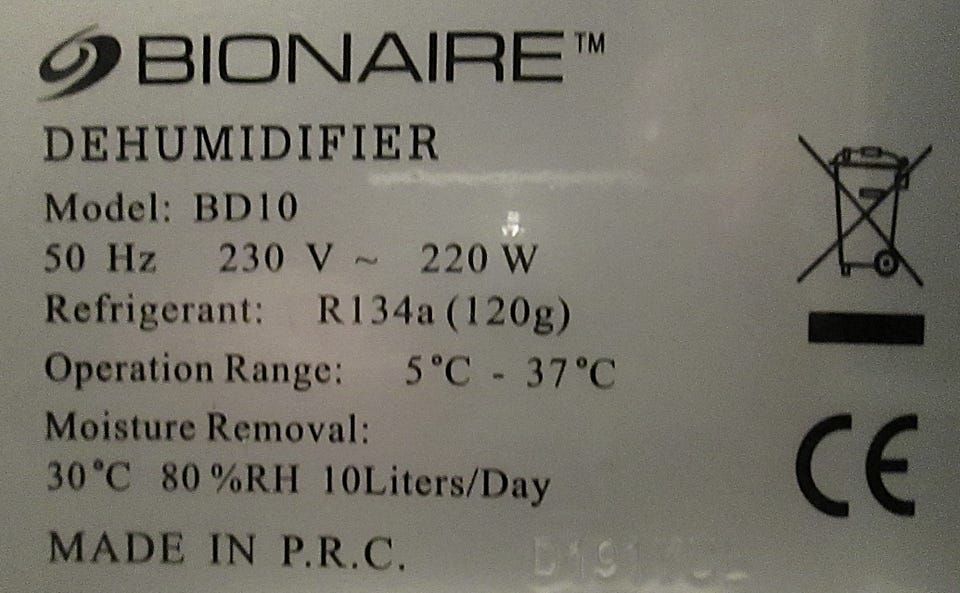 BIONAIRE™
DEHUMIDIFIER
Model: BD10
50 Hz 230 V ~ 220 W
Refrigerant: R134a (120g)
Operation Range: 5°C - 37°C
Moisture Removal:
30°C 80%RH 10Liters/Day
MADE IN P.R.C.
CE